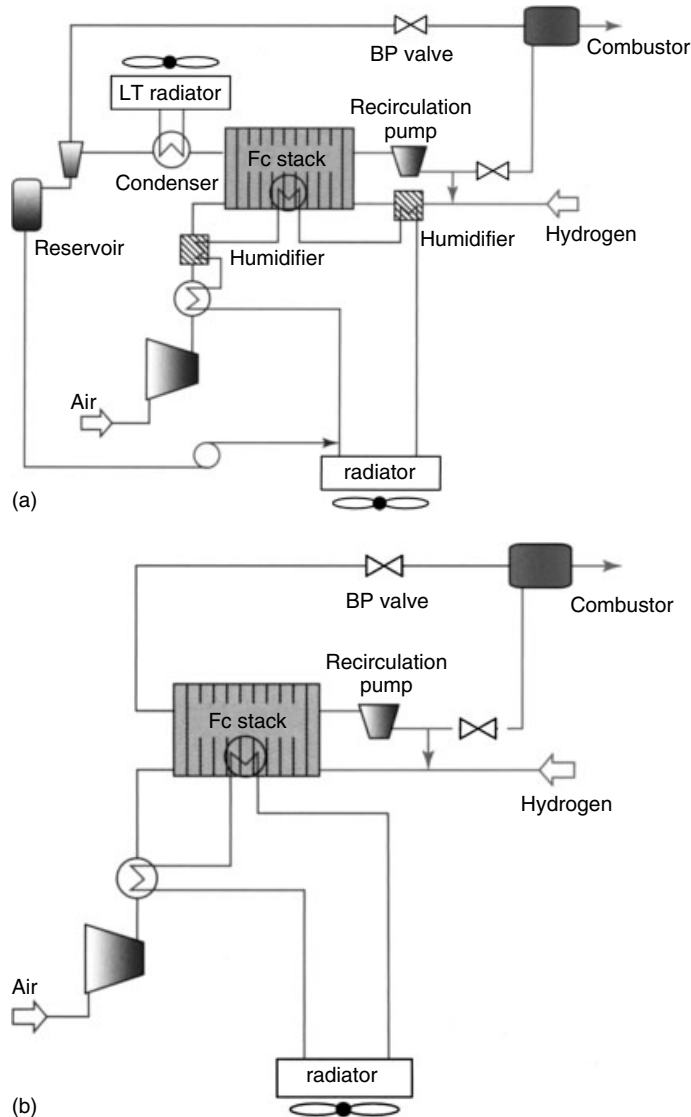 BP valve
Combustor
LT radiator
Recirculation
pump
Fc stack
Condenser
Reservoir
Humidifier
Humidifier
Hydrogen
Air
radiator
(a)
BP valve
Combustor
Recirculation
pump
Fc stack
Hydrogen
Air
radiator
(b)